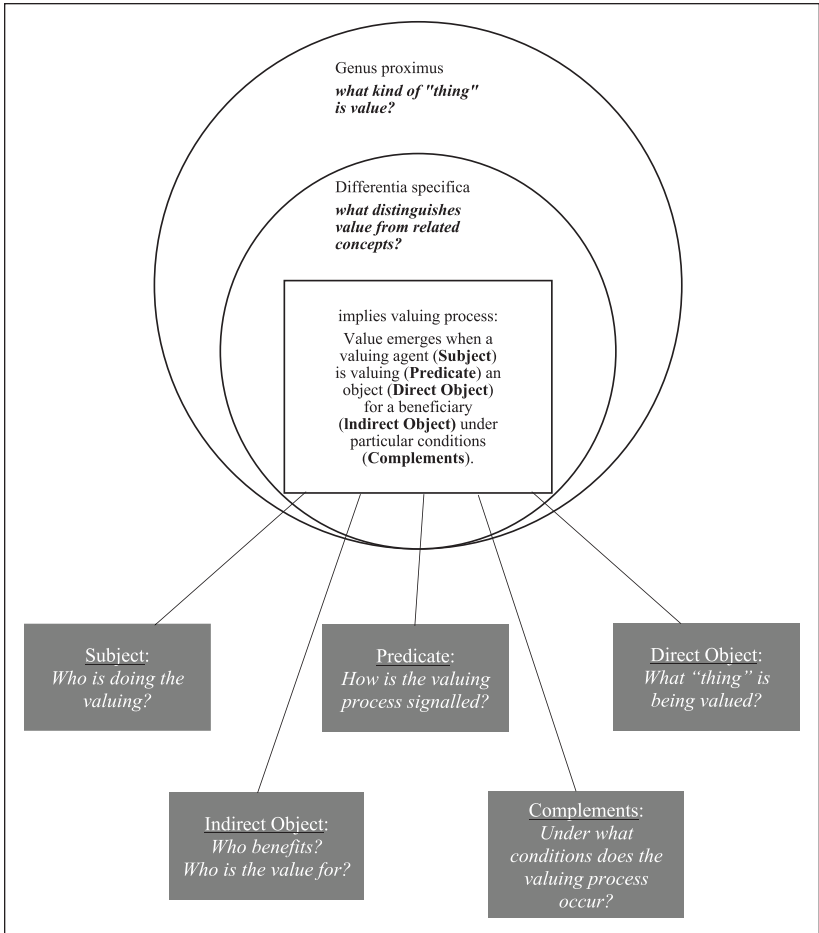 Genus proximus
what kind of "thing"
is value?
Differentia specifica
what distinguishes
value from related
concepts?
implies valuing process:
Value emerges when a
valuing agent (Subject)
is valuing (Predicate) an
object (Direct Object)
for a beneficiary
(Indirect Object) under
particular conditions
(Complements).
Subject:
Who is doing the
valuing?
Predicate:
How is the valuing
process signalled?
Direct Object:
What “thing” is
being valued?
Indirect Object:
Who benefits?
Who is the value for?
Complements:
Under what
conditions does the
valuing process
occur?